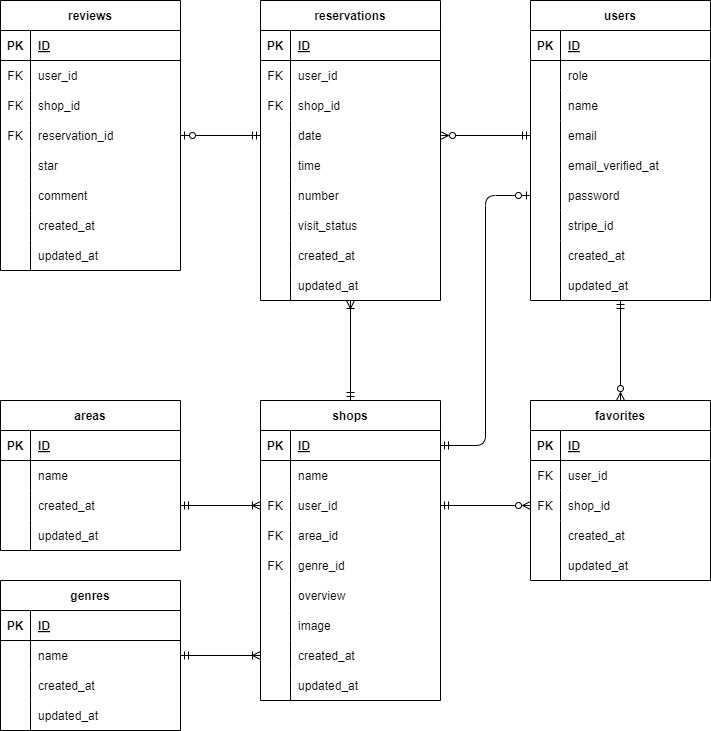 reviews
PK ID
FK user_id
FK shop_id
FK reservation_id
star
comment
created_at
updated_at
reservations
PK ID
FK user_id
FK shop_id
date
time
number
visit_status
created_at
updated_at
users
PK ID
role
name
email
email_verified_at
password
stripe_id
created_at
updated_at
areas
PK ID
name
created_at
updated_at
shops
PK ID
name
FK user_id
FK area_id
FK genre_id
overview
image
created_at
updated_at
favorites
PK ID
FK user_id
FK shop_id
created_at
updated_at
genres
PK ID
name
created_at
updated_at